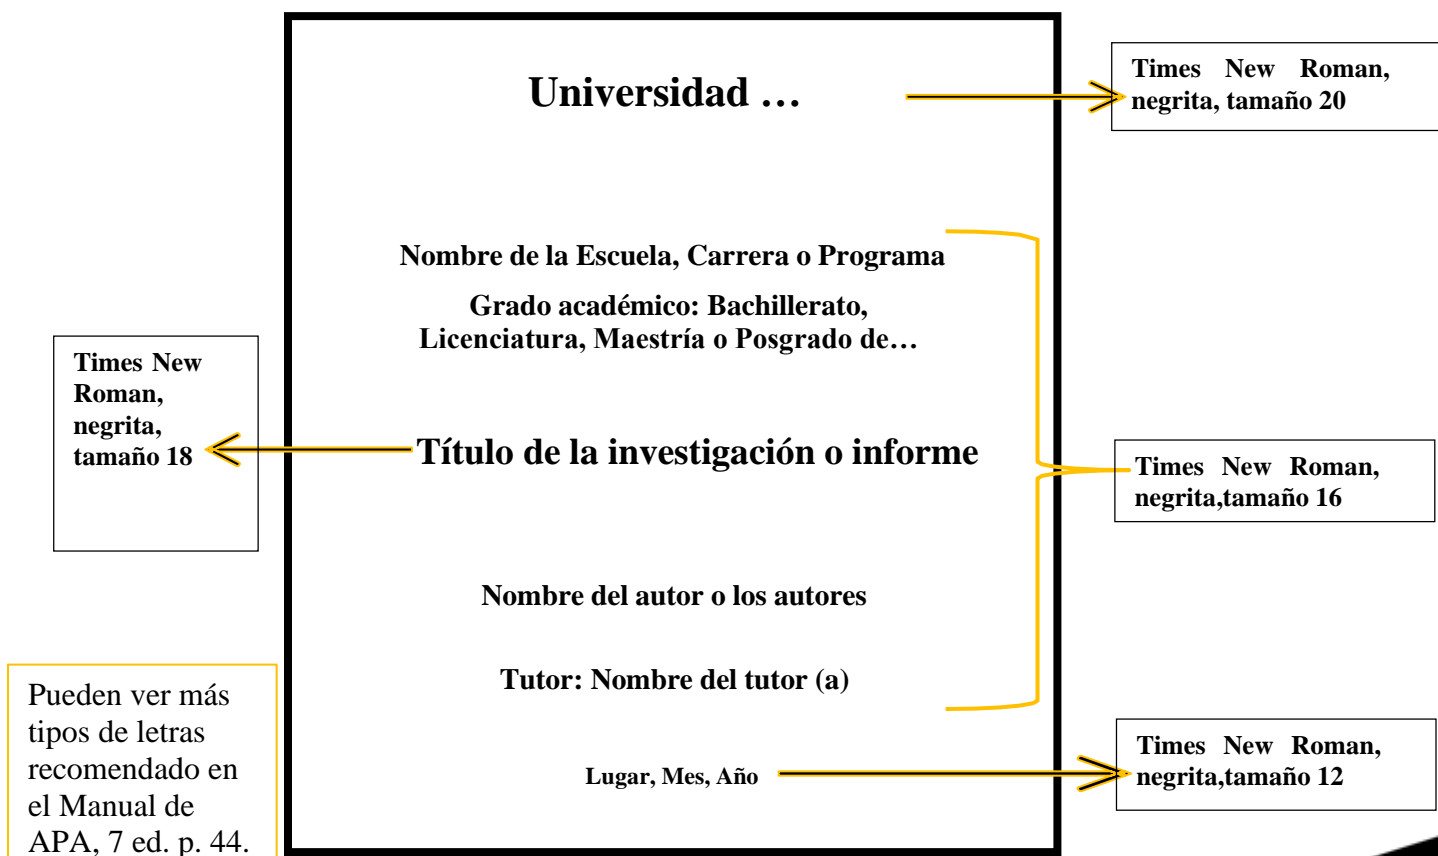 Universidad …
Times New Roman,
negrita, tamaño 20
Nombre de la Escuela, Carrera o Programa
Grado académico: Bachillerato,
Licenciatura, Maestría o Posgrado de…
Times New
Roman,
negrita,
tamaño 18
Título de la investigación o informe
Times New Roman,
negrita,tamaño 16
Nombre del autor o los autores
Tutor: Nombre del tutor (a)
Pueden ver más
tipos de letras
recomendado en
el Manual de
APA, 7 ed. p. 44.
Lugar, Mes, Año
Times New Roman,
negrita,tamaño 12